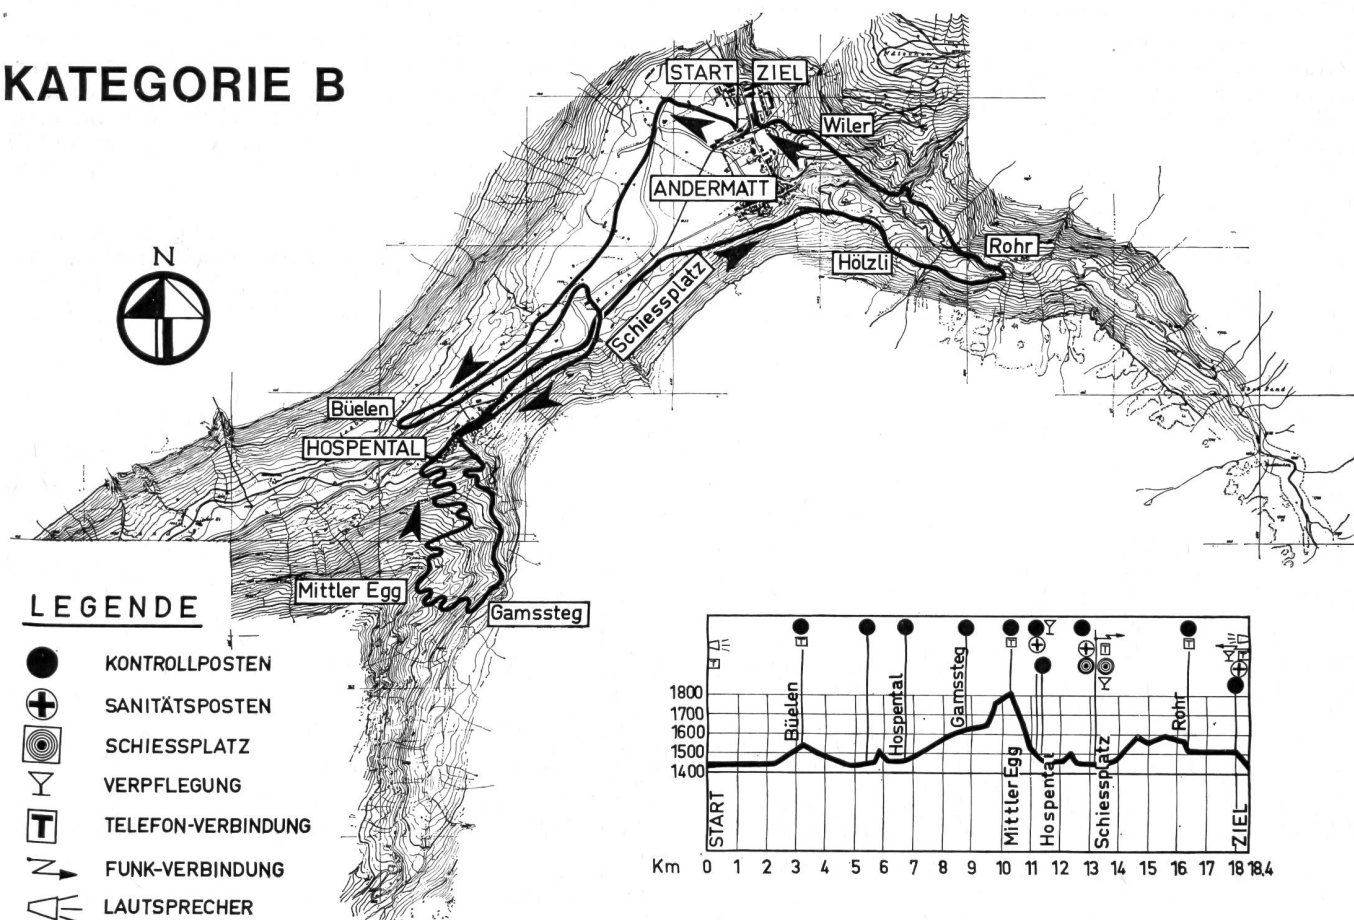 KATEGORIE B
START
ZIEL
Wiler
ANDERMATT
Rohr
Hölzli
Schiessplatz
N
Büelen
HOSPENTAL
Mittler Egg
Gamssteg
LEGENDE
KONTROLLPOSTEN
SANITÄTSPOSTEN
SCHIESSPLATZ
VERPFLEGUNG
T TELEFON-VERBINDUNG
FUNK-VERBINDUNG
LAUTSPRECHER
1800
1700
1600
1500
1400
START
Büelen
Hospental
Gamssteg
Mittler Egg
Hospental
Schiessplatz
Rohr
ZIEL
Km 0 1 2 3 4 5 6 7 8 9 10 11 12 13 14 15 16 17 18 18,4